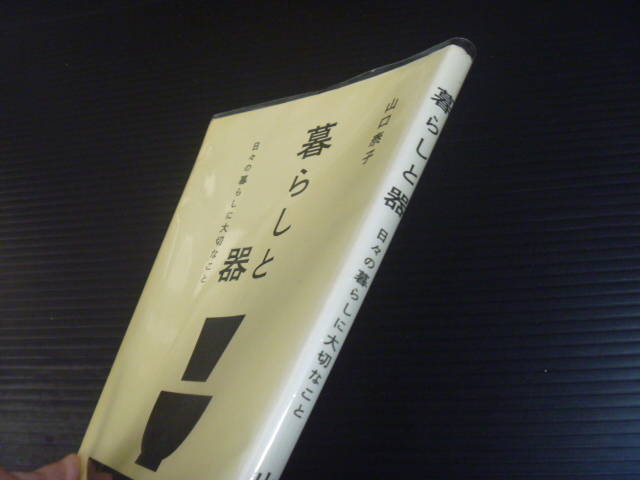 山口泰子
暮らしと
器
日々の暮らしに大切なこと
暮らしと器
日々の暮らしに大切なこと
山